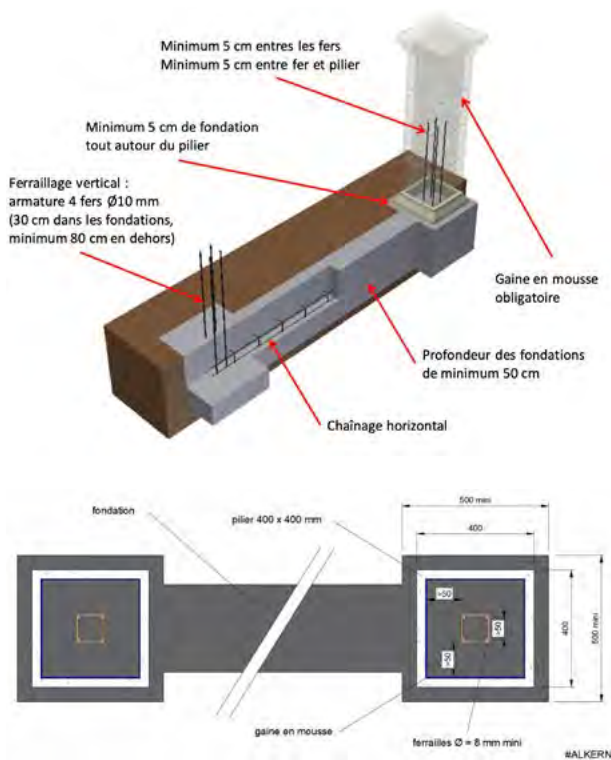 Minimum 5 cm entres les fers
Minimum 5 cm entre fer et pilier
Minimum 5 cm de fondation
tout autour du pilier
Ferraillage vertical :
armature 4 fers Ø10 mm
(30 cm dans les fondations,
minimum 80 cm en dehors)
Gaine en mousse
obligatoire
Profondeur des fondations
de minimum 50 cm
Chaînage horizontal
500 mini
fondation
pilier 400 x 400 mm
400
>50
>50
>50
400
500 mini
gaine en mousse
ferrailles Ø = 8 mm mini
#ALKERN